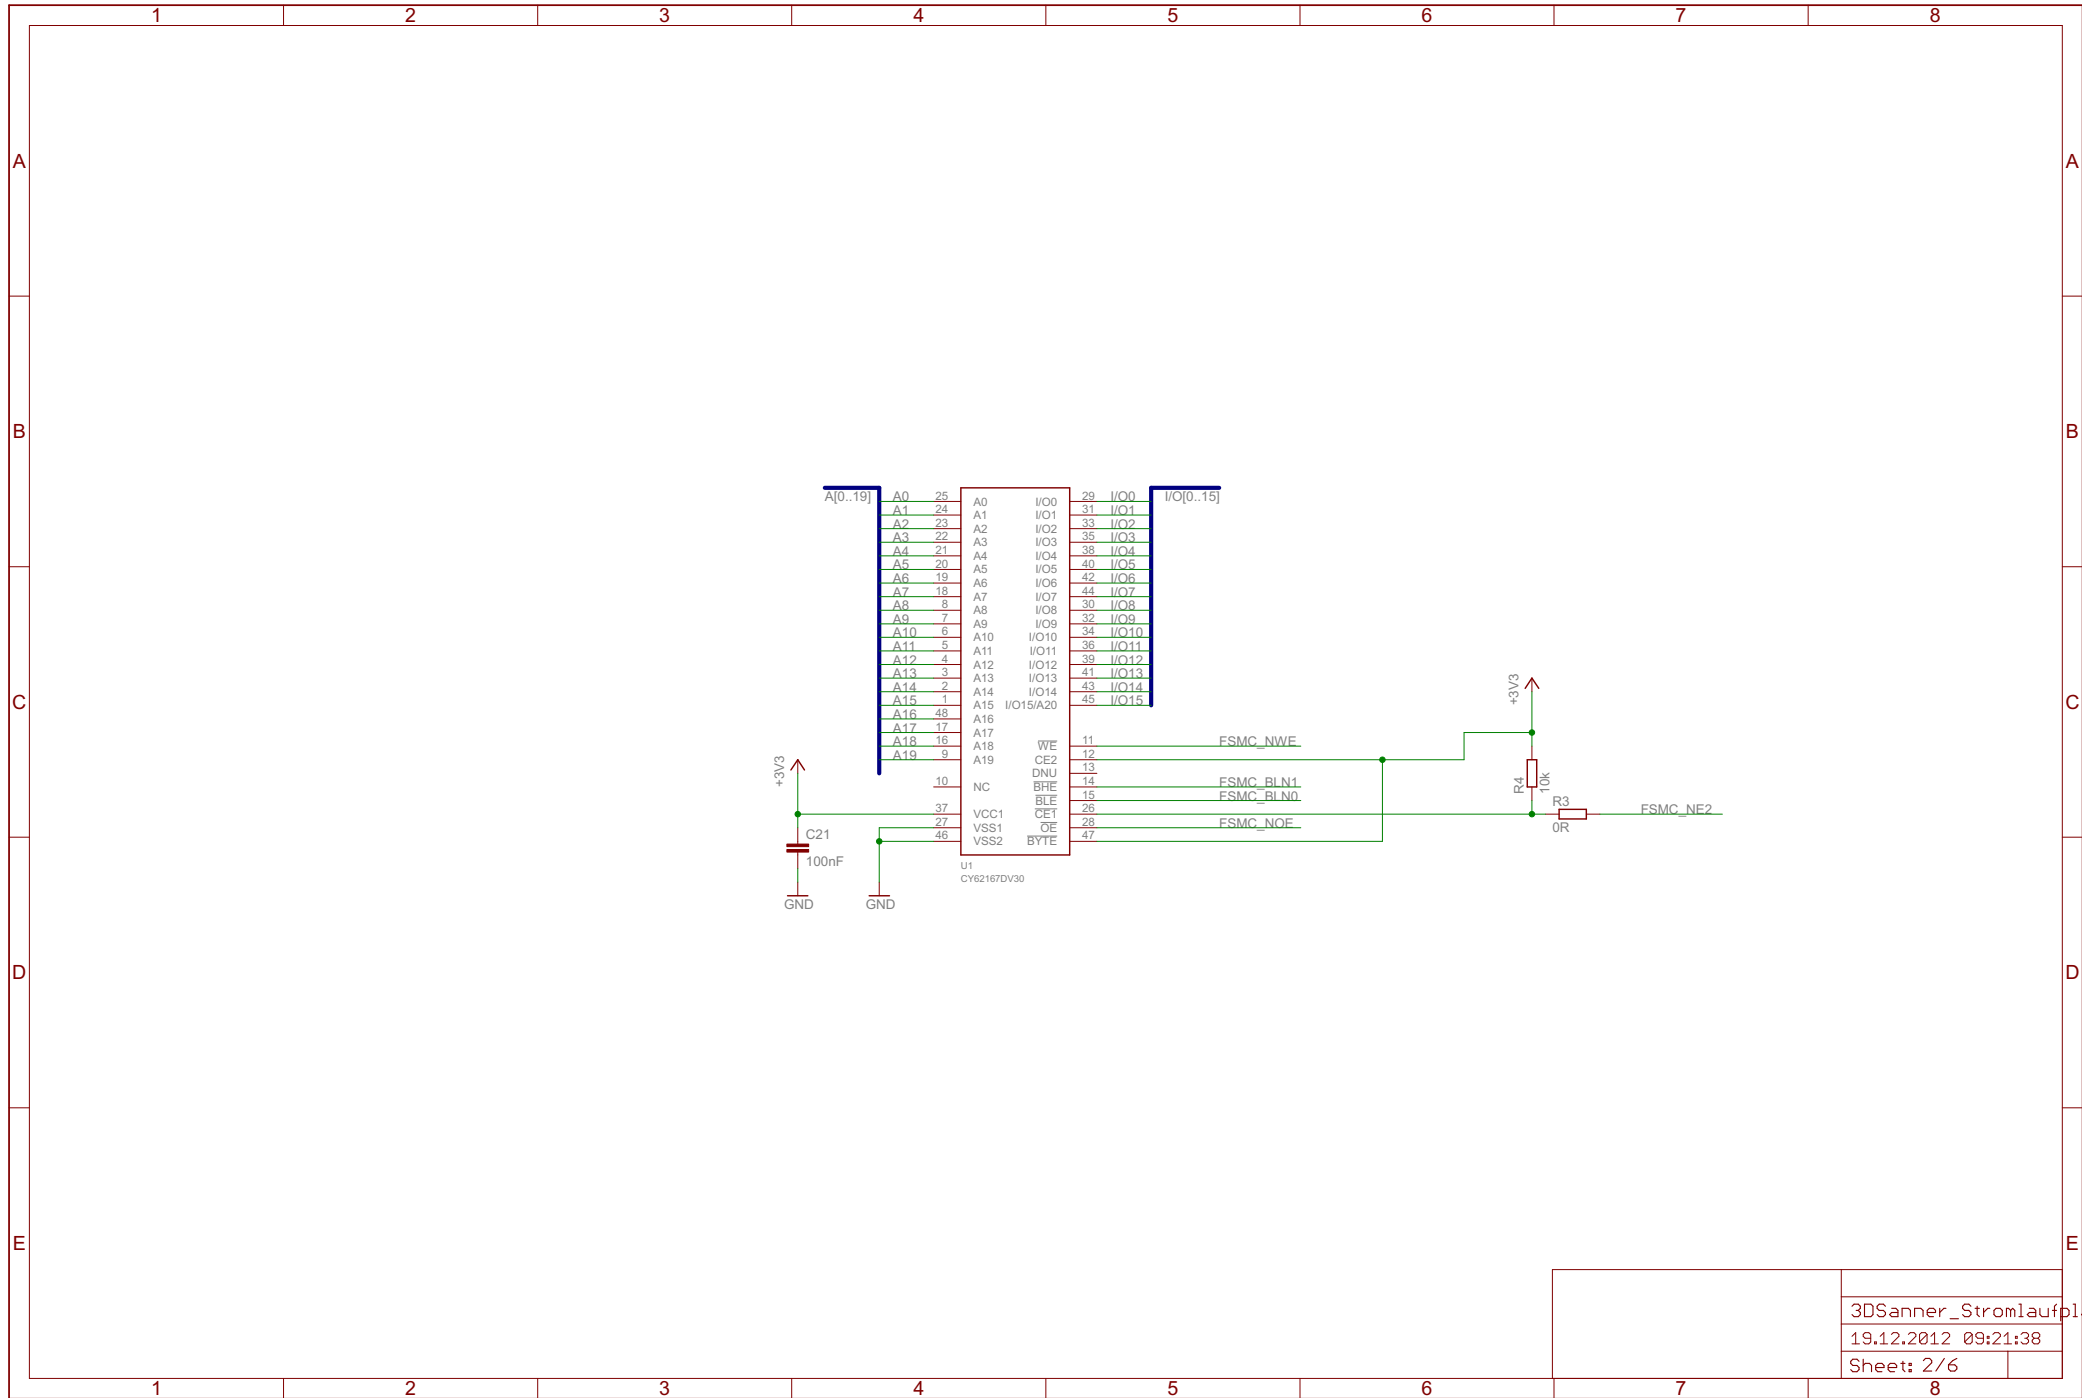 1 2 3 4 5 6 7 8
A A
B B
C C
D D
E E
A[0..19] I/O[0..15]
A0 25 A0 I/O0 29 I/O0
A1 24 A1 I/O1 31 I/O1
A2 23 A2 I/O2 33 I/O2
A3 22 A3 I/O3 35 I/O3
A4 21 A4 I/O4 38 I/O4
A5 20 A5 I/O5 40 I/O5
A6 19 A6 I/O6 42 I/O6
A7 18 A7 I/O7 44 I/O7
A8 8 A8 I/O8 30 I/O8
A9 7 A9 I/O9 32 I/O9
A10 6 A10 I/O10 34 I/O10
A11 5 A11 I/O11 36 I/O11
A12 4 A12 I/O12 39 I/O12
A13 3 A13 I/O13 41 I/O13
A14 2 A14 I/O14 43 I/O14
A15 1 A15 I/O15/A20 45 I/O15
A16 48 A16
A17 17 A17
A18 16 A18 WE 11 FSMC_NWE
A19 9 A19 CE2 12
DNU 13
10 NC BHE 14 FSMC_BLN1
BLE 15 FSMC_BLN0
37 VCC1 CE1 26
27 VSS1 OE 28 FSMC_NOE
46 VSS2 BYTE 47
U1
CY62167DV30
+3V3
C21
100nF
GND GND
+3V3
R4
10k
R3
0R
FSMC_NE2
3DSanner_Stromlaufpl
19.12.2012 09:21:38
Sheet: 2/6
1 2 3 4 5 6 7 8